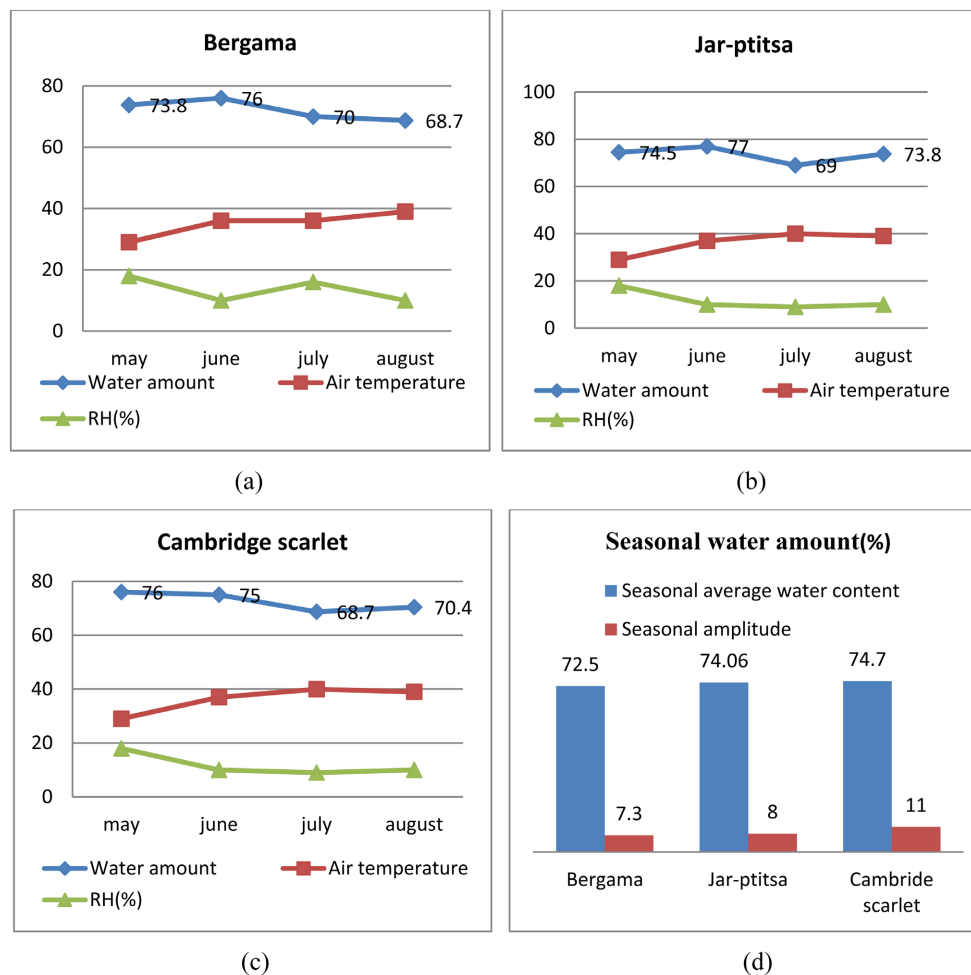 Bergama
80
60
40
20
0
73.8
76
70
68.7
may june july august
Water amount
Air temperature
RH(%)
(a)
Jar-ptitsa
100
80
60
40
20
0
74.5
77
69
73.8
may june july august
Water amount
Air temperature
RH(%)
(b)
Cambridge scarlet
80
60
40
20
0
76
75
68.7
70.4
may june july august
Water amount
Air temperature
RH(%)
(c)
Seasonal water amount(%)
Seasonal average water content
Seasonal amplitude
72.5
7.3
74.06
8
74.7
11
Bergama
Jar-ptitsa
Cambride
scarlet
(d)